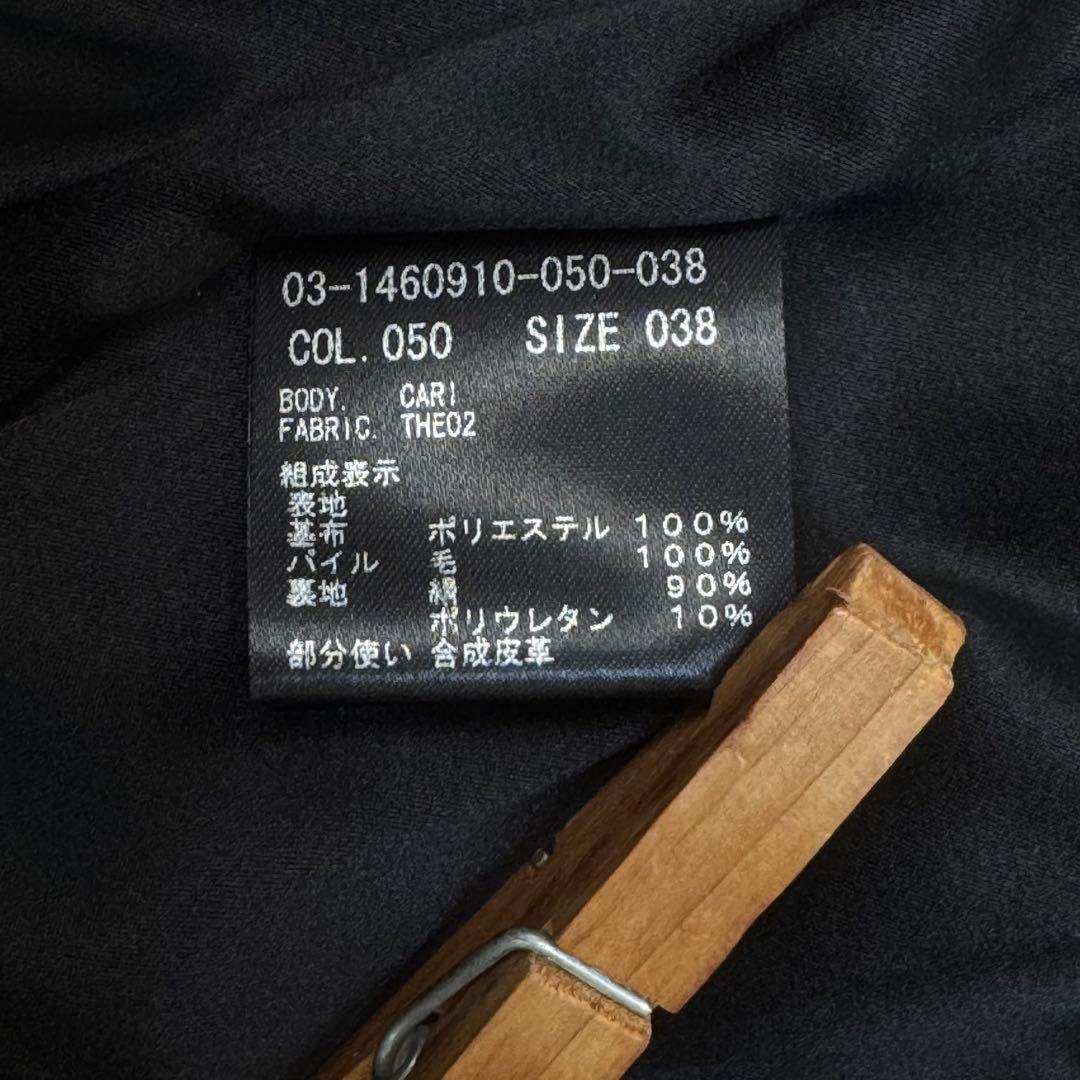 03-1460910-050-038
COL. 050 SIZE 038
BODY. CARI
FABRIC. THE02
組成表示
表地
基布 ポリエステル 100%
パイル 毛 100%
裏地 絹 90%
ポリウレタン 10%
部分使い 合成皮革